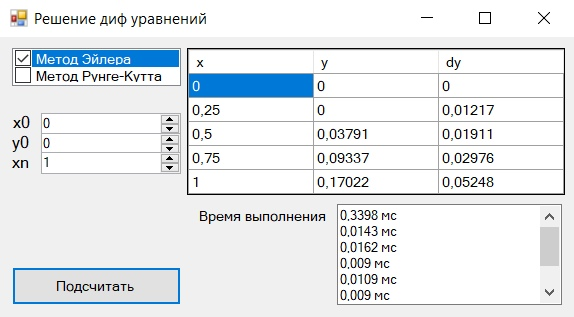 Решение диф уравнений
Метод Эйлера
Метод Рунге-Кутта
x0 0
y0 0
xn 1
x y dy
0 0 0
0,25 0 0,01217
0,5 0,03791 0,01911
0,75 0,09337 0,02976
1 0,17022 0,05248
Время выполнения
0,3398 мс
0,0143 мс
0,0162 мс
0,009 мс
0,0109 мс
0,009 мс
Подсчитать